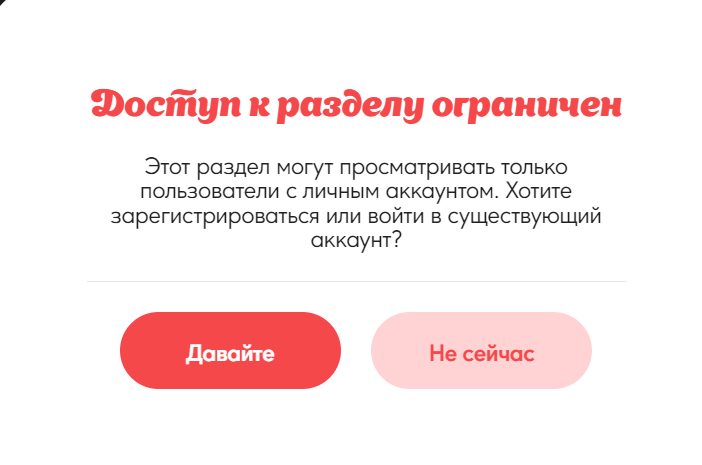 Доступ к разделу ограничен
Этот раздел могут просматривать только
пользователи с личным аккаунтом. Хотите
зарегистрироваться или войти в существующий
аккаунт?
Давайте
Не сейчас